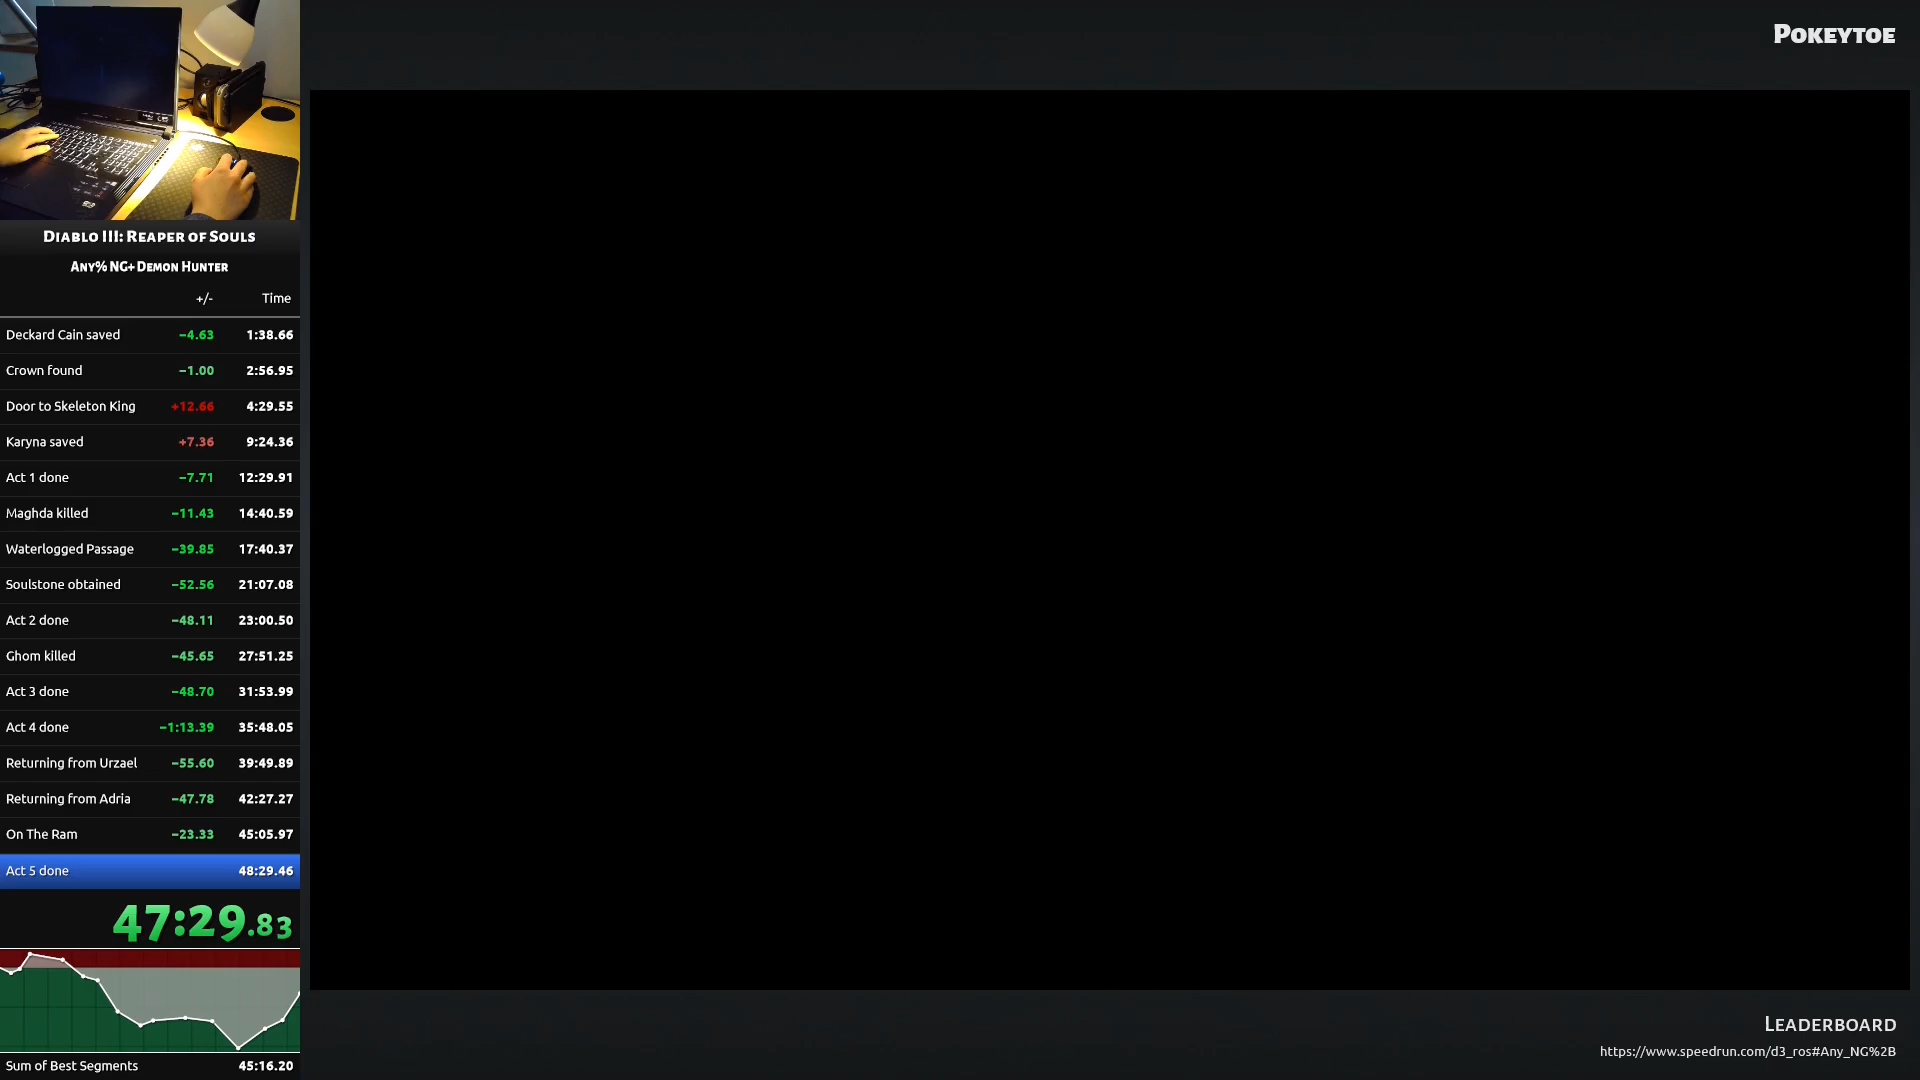 POKEYTOE
DIABLO III: REAPER OF SOULS
ANY% NG+ DEMON HUNTER
+/- Time
Deckard Cain saved −4.63 1:38.66
Crown found −1.00 2:56.95
Door to Skeleton King +12.66 4:29.55
Karyna saved +7.36 9:24.36
Act 1 done −7.71 12:29.91
Maghda killed −11.43 14:40.59
Waterlogged Passage −39.85 17:40.37
Soulstone obtained −52.56 21:07.08
Act 2 done −48.11 23:00.50
Ghom killed −45.65 27:51.25
Act 3 done −48.70 31:53.99
Act 4 done −1:13.39 35:48.05
Returning from Urzael −55.60 39:49.89
Returning from Adria −47.78 42:27.27
On The Ram −23.33 45:05.97
Act 5 done 48:29.46
47:29.83
Sum of Best Segments 45:16.20
LEADERBOARD
https://www.speedrun.com/d3_ros#Any_NG%2B